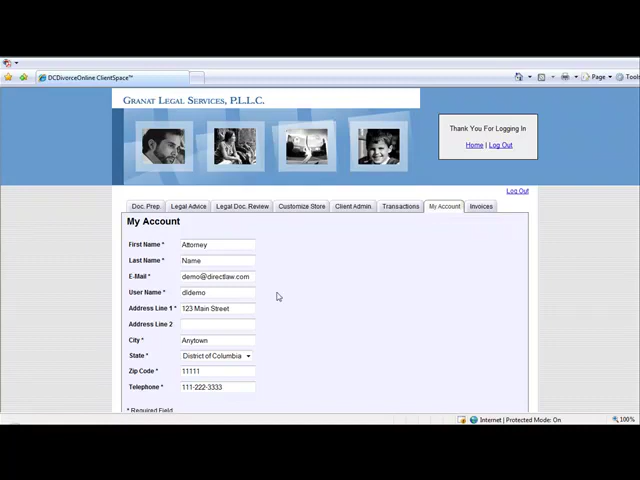 DCDivorceOnline ClientSpace™
Page
Tools
GRANAT LEGAL SERVICES, P.L.L.C.
Thank You For Logging In
Home | Log Out
Log Out
Doc. Prep. Legal Advice Legal Doc. Review Customize Store Client Admin. Transactions My Account Invoices
My Account
First Name * Attorney
Last Name * Name
E-Mail * demo@directlaw.com
User Name * dldemo
Address Line 1 * 123 Main Street
Address Line 2
City * Anytown
State * District of Columbia
Zip Code * 11111
Telephone * 111-222-3333
* Required Field
Internet | Protected Mode: On
100%